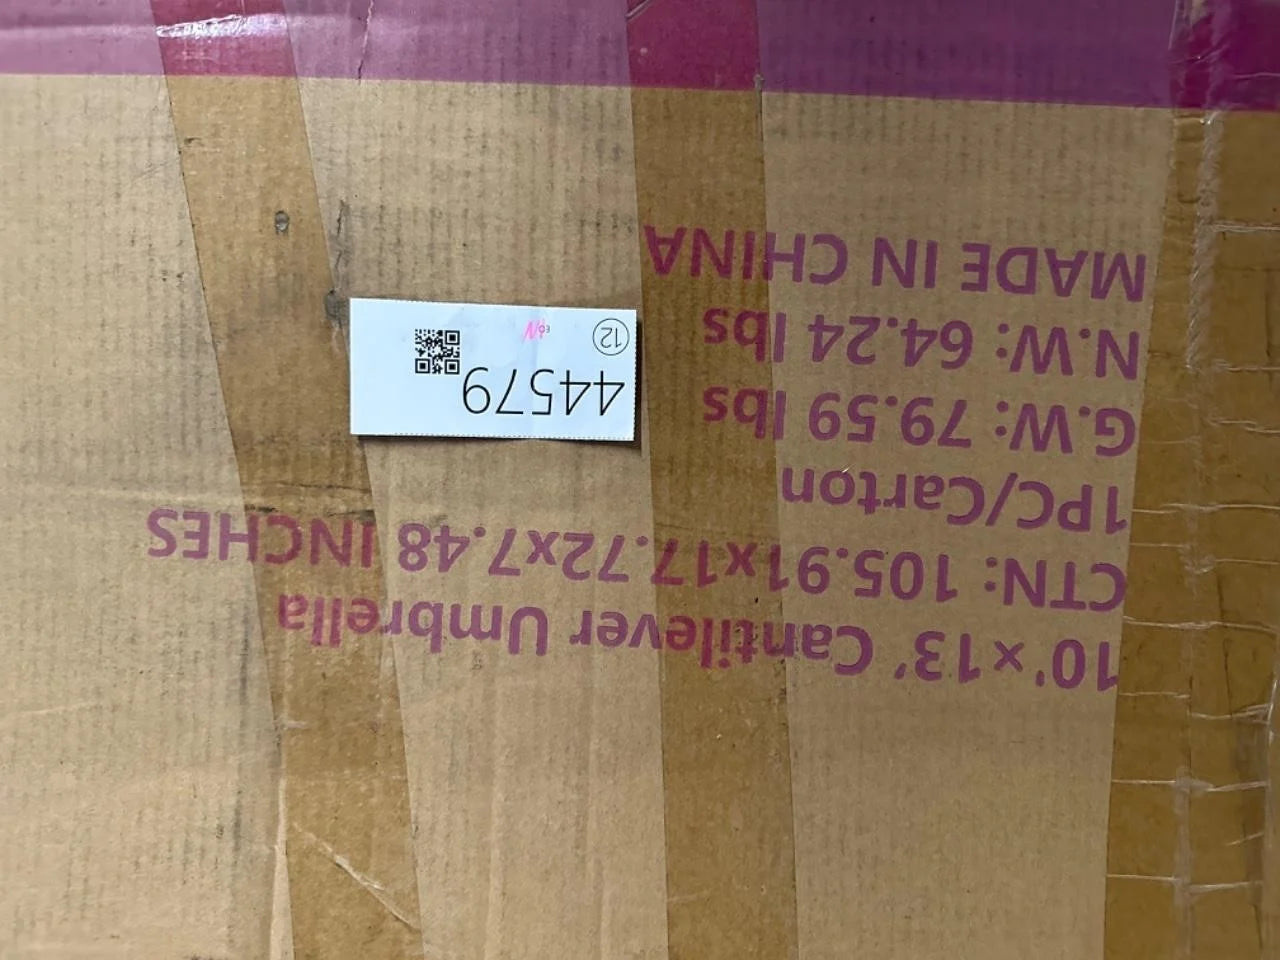 10'×13' Cantilever Umbrella
CTN: 105.91x17.72x7.48 INCHES
1PC/Carton
G.W: 79.59 lbs
N.W: 64.24 lbs
MADE IN CHINA
44579
12